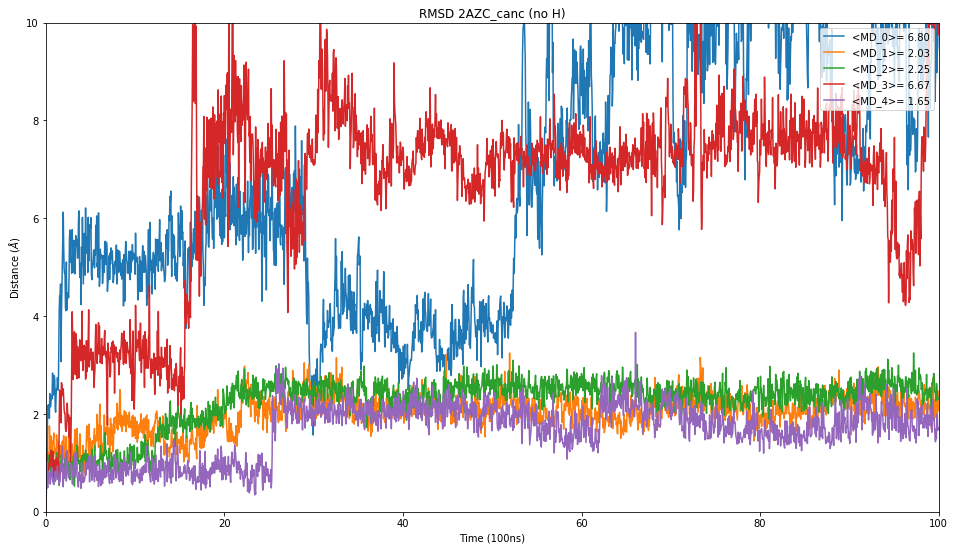 RMSD 2AZC_canc (no H)
<MD_0>= 6.80
<MD_1>= 2.03
<MD_2>= 2.25
<MD_3>= 6.67
<MD_4>= 1.65
Distance (Å)
10
8
6
4
2
0
0 20 40 60 80 100
Time (100ns)